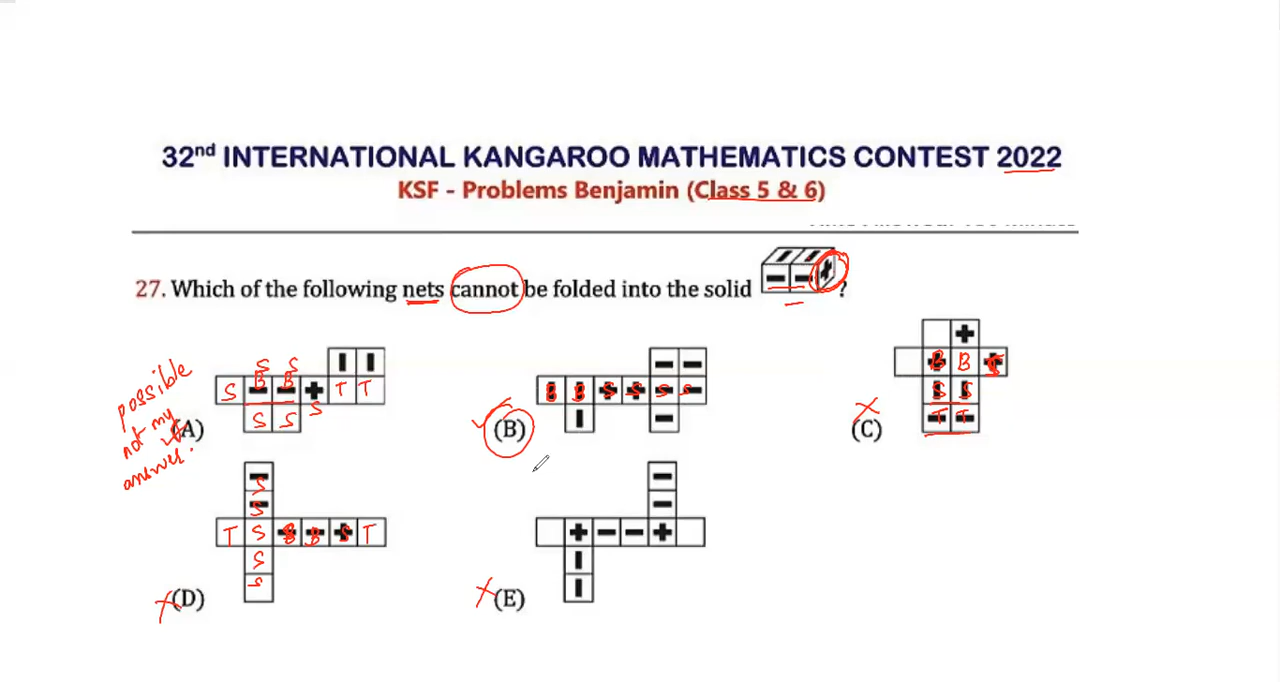 32nd INTERNATIONAL KANGAROO MATHEMATICS CONTEST 2022
KSF - Problems Benjamin (Class 5 & 6)
27. Which of the following nets cannot be folded into the solid ?
possible
not my
answer.
(A)
S B B S T T
S S
S S
(B)
B B S S S S
(C)
B B S
S S
T T
(D)
S
S
T S B B S T
S
S
(E)